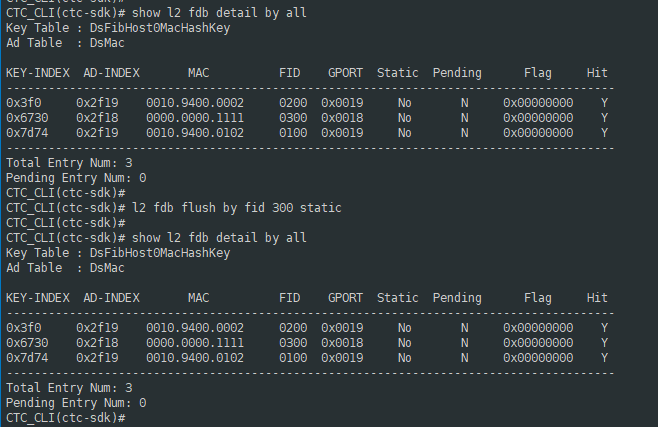 CTC_CLI(ctc-sdk)# show l2 fdb detail by all
Key Table : DsFibHost0MacHashKey
Ad Table  : DsMac
KEY-INDEX  AD-INDEX        MAC          FID    GPORT  Static  Pending      Flag     Hit
---------------------------------------------------------------------------------------
0x3f0     0x2f19    0010.9400.0002     0200  0x0019     No       N     0x00000000    Y
0x6730    0x2f18    0000.0000.1111     0300  0x0018     No       N     0x00000000    Y
0x7d74    0x2f19    0010.9400.0102     0100  0x0019     No       N     0x00000000    Y
---------------------------------------------------------------------------------------
Total Entry Num: 3
Pending Entry Num: 0
CTC_CLI(ctc-sdk)#
CTC_CLI(ctc-sdk)# l2 fdb flush by fid 300 static
CTC_CLI(ctc-sdk)#
CTC_CLI(ctc-sdk)# show l2 fdb detail by all
Key Table : DsFibHost0MacHashKey
Ad Table  : DsMac
KEY-INDEX  AD-INDEX        MAC          FID    GPORT  Static  Pending      Flag     Hit
---------------------------------------------------------------------------------------
0x3f0     0x2f19    0010.9400.0002     0200  0x0019     No       N     0x00000000    Y
0x6730    0x2f18    0000.0000.1111     0300  0x0018     No       N     0x00000000    Y
0x7d74    0x2f19    0010.9400.0102     0100  0x0019     No       N     0x00000000    Y
---------------------------------------------------------------------------------------
Total Entry Num: 3
Pending Entry Num: 0
CTC_CLI(ctc-sdk)#